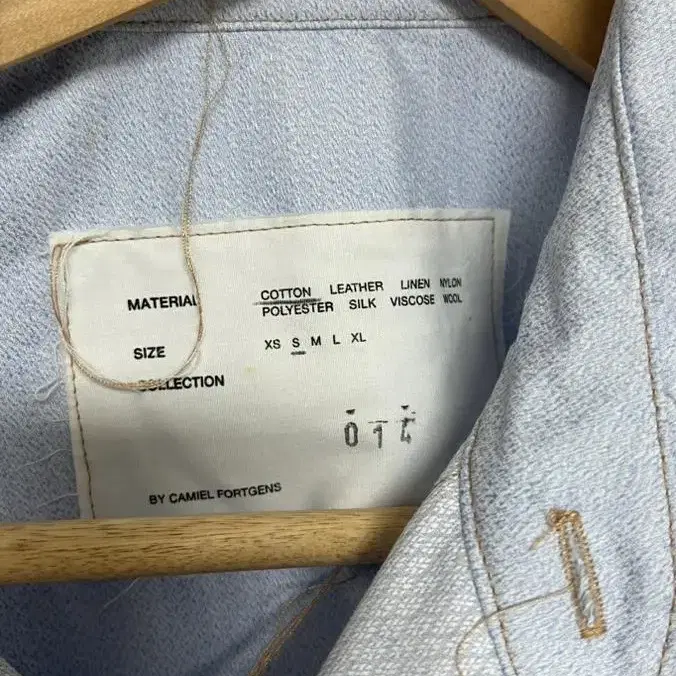 MATERIAL COTTON LEATHER LINEN NYLON
POLYESTER SILK VISCOSE WOOL
SIZE XS S M L XL
COLLECTION
014
BY CAMIEL FORTGENS